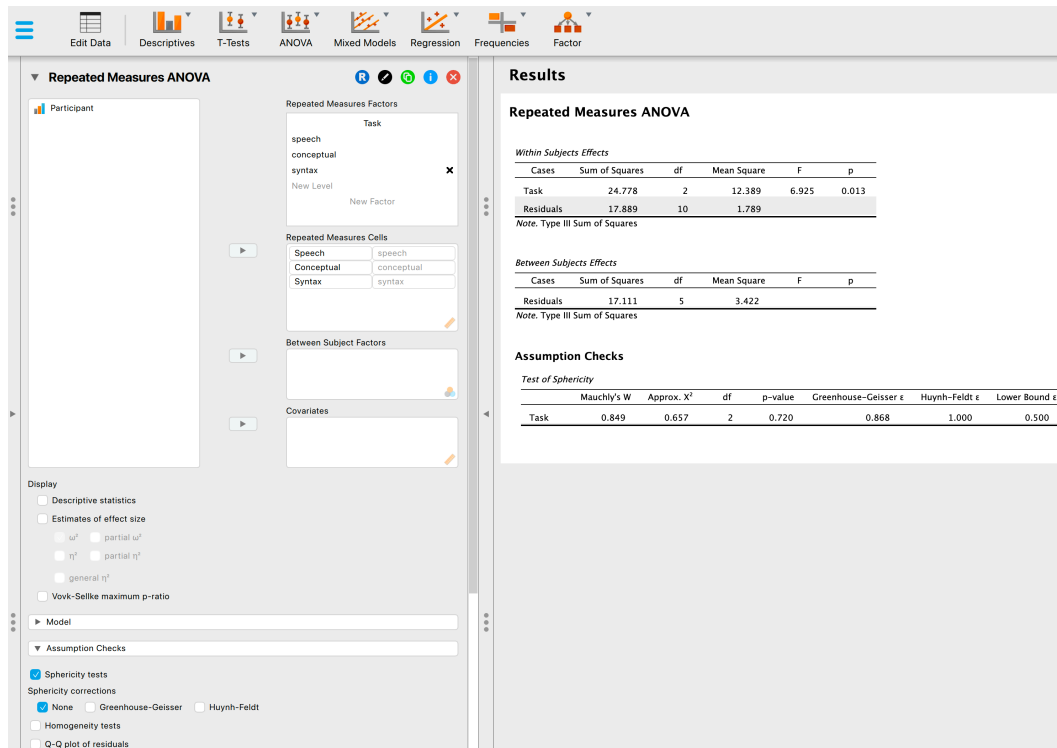 Edit Data Descriptives T-Tests ANOVA Mixed Models Regression Frequencies Factor
Repeated Measures ANOVA
R i
Participant
Repeated Measures Factors
Task
speech
conceptual
syntax
New Level
New Factor
Repeated Measures Cells
Speech speech
Conceptual conceptual
Syntax syntax
Between Subject Factors
Covariates
Display
Descriptive statistics
Estimates of effect size
ω² partial ω²
η² partial η²
general η²
Vovk-Sellke maximum p-ratio
Model
Assumption Checks
Sphericity tests
Sphericity corrections
None Greenhouse-Geisser Huynh-Feldt
Homogeneity tests
Q-Q plot of residuals
Results
Repeated Measures ANOVA
Within Subjects Effects
Cases Sum of Squares df Mean Square F p
Task 24.778 2 12.389 6.925 0.013
Residuals 17.889 10 1.789
Note. Type III Sum of Squares
Between Subjects Effects
Cases Sum of Squares df Mean Square F p
Residuals 17.111 5 3.422
Note. Type III Sum of Squares
Assumption Checks
Test of Sphericity
Mauchly's W Approx. X² df p-value Greenhouse-Geisser ε Huynh-Feldt ε Lower Bound ε
Task 0.849 0.657 2 0.720 0.868 1.000 0.500